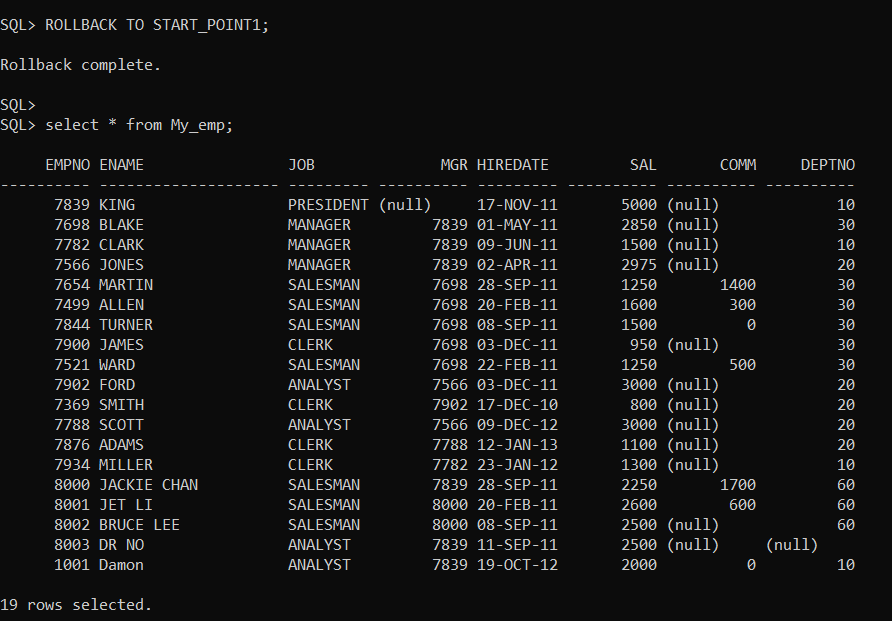 SQL> ROLLBACK TO START_POINT1;
Rollback complete.
SQL>
SQL> select * from My_emp;
     EMPNO ENAME                JOB              MGR HIREDATE         SAL       COMM     DEPTNO
---------- -------------------- --------- ---------- --------- ---------- ---------- ----------
      7839 KING                 PRESIDENT (null)     17-NOV-11       5000 (null)             10
      7698 BLAKE                MANAGER         7839 01-MAY-11       2850 (null)             30
      7782 CLARK                MANAGER         7839 09-JUN-11       1500 (null)             10
      7566 JONES                MANAGER         7839 02-APR-11       2975 (null)             20
      7654 MARTIN               SALESMAN        7698 28-SEP-11       1250       1400         30
      7499 ALLEN                SALESMAN        7698 20-FEB-11       1600        300         30
      7844 TURNER               SALESMAN        7698 08-SEP-11       1500          0         30
      7900 JAMES                CLERK           7698 03-DEC-11        950 (null)             30
      7521 WARD                 SALESMAN        7698 22-FEB-11       1250        500         30
      7902 FORD                 ANALYST         7566 03-DEC-11       3000 (null)             20
      7369 SMITH                CLERK           7902 17-DEC-10        800 (null)             20
      7788 SCOTT                ANALYST         7566 09-DEC-12       3000 (null)             20
      7876 ADAMS                CLERK           7788 12-JAN-13       1100 (null)             20
      7934 MILLER               CLERK           7782 23-JAN-12       1300 (null)             10
      8000 JACKIE CHAN          SALESMAN        7839 28-SEP-11       2250       1700         60
      8001 JET LI               SALESMAN        8000 20-FEB-11       2600        600         60
      8002 BRUCE LEE            SALESMAN        8000 08-SEP-11       2500 (null)             60
      8003 DR NO                ANALYST         7839 11-SEP-11       2500 (null)     (null)
      1001 Damon                ANALYST         7839 19-OCT-12       2000          0         10
19 rows selected.